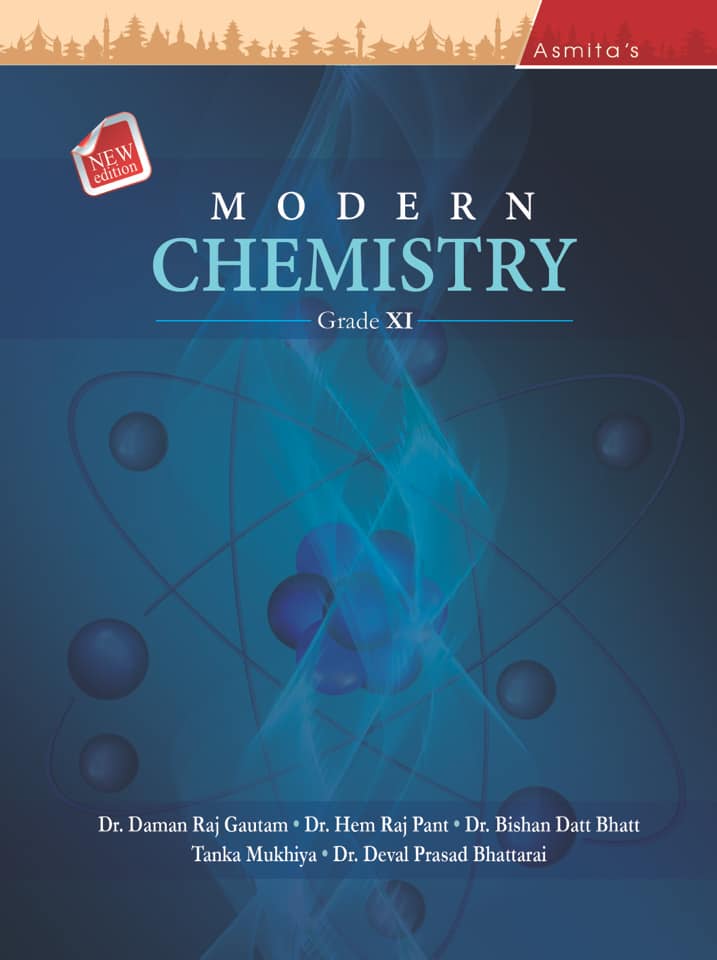 Asmita's
NEW
edition
MODERN
CHEMISTRY
Grade XI
Dr. Daman Raj Gautam • Dr. Hem Raj Pant • Dr. Bishan Datt Bhatt
Tanka Mukhiya • Dr. Deval Prasad Bhattarai